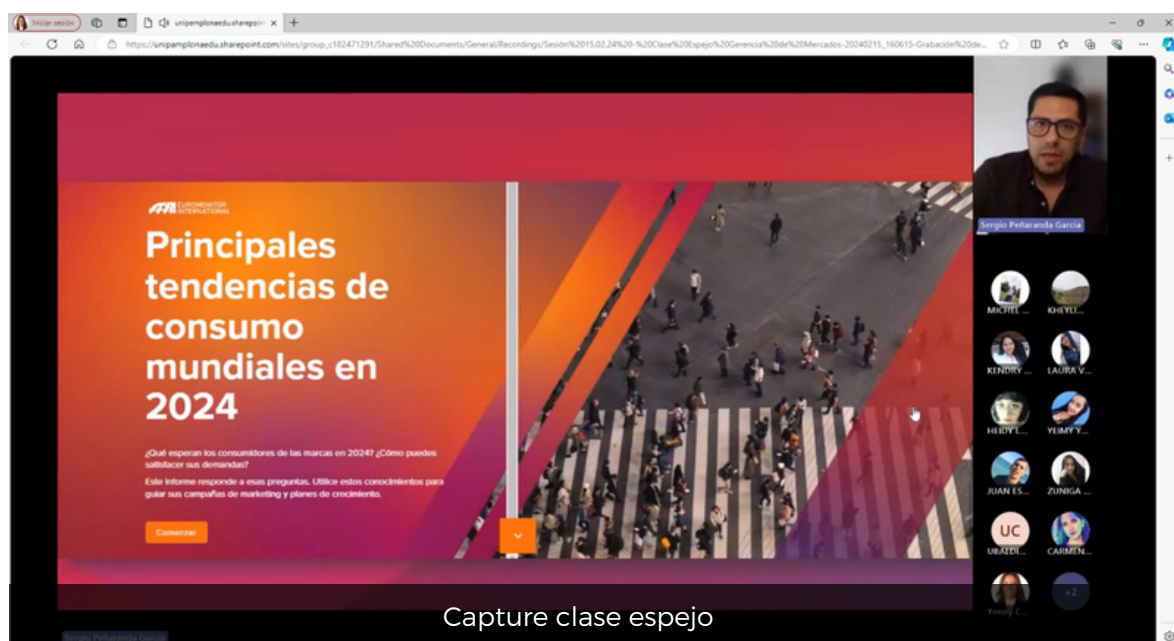 Iniciar sesión
unipamplonaedu.sharepoin
https://unipamplonaedu.sharepoint.com/sites/group_c182471291/Shared%20Documents/General/Recordings/Sesión%2015.02.24%20-%20Clase%20Espejo%20Gerencia%20de%20Mercados-20240215_160615-Grabación%20de...
EUROMONITOR
INTERNATIONAL
Principales
tendencias de
consumo
mundiales en
2024
¿Qué esperan los consumidores de las marcas en 2024? ¿Cómo puedes
satisfacer sus demandas?
Este informe responde a esas preguntas. Utilice estos conocimientos para
guiar sus campañas de marketing y planes de crecimiento.
Comenzar
Sergio Peñaranda Garcia
MICHEL ...
KHEYLI...
KENDRY ...
LAURA V...
HEIDY L...
YEIMY Y...
JUAN ES...
ZUNIGA ...
UC
UBALDI...
CARMEN...
Yenny C...
+2
Capture clase espejo
Sergio Peñaranda Garcia